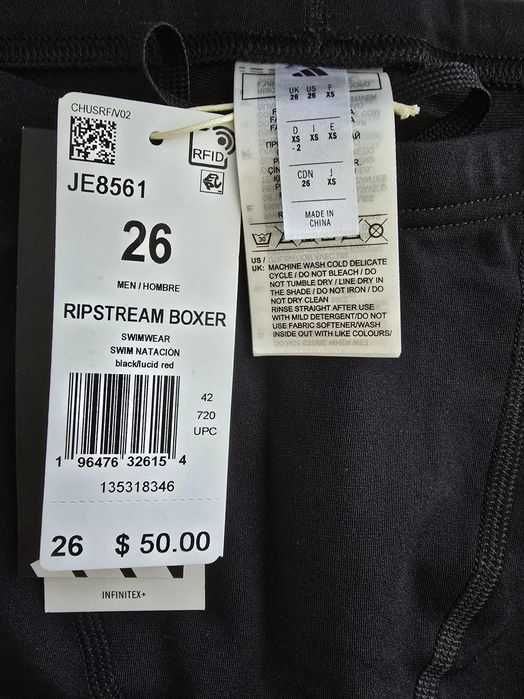 CHUSRF/V02
RFID
JE8561
26
MEN / HOMBRE
RIPSTREAM BOXER
SWIMWEAR
SWIM NATACIÓN
black/lucid red
42
720
UPC
1 96476 32615 4
135318346
26 $ 50.00
INFINITEX+
UK US F
26 26 XS
D I E
XS XS XS
-2
CDN J
26 XS
MADE IN
CHINA
30
US /
UK: MACHINE WASH COLD DELICATE
CYCLE / DO NOT BLEACH / DO
NOT TUMBLE DRY / LINE DRY IN
THE SHADE / DO NOT IRON / DO
NOT DRY CLEAN
RINSE STRAIGHT AFTER USE
WITH MILD DETERGENT/DO NOT
USE FABRIC SOFTENER/WASH
INSIDE OUT WITH LIKE COLOURS/